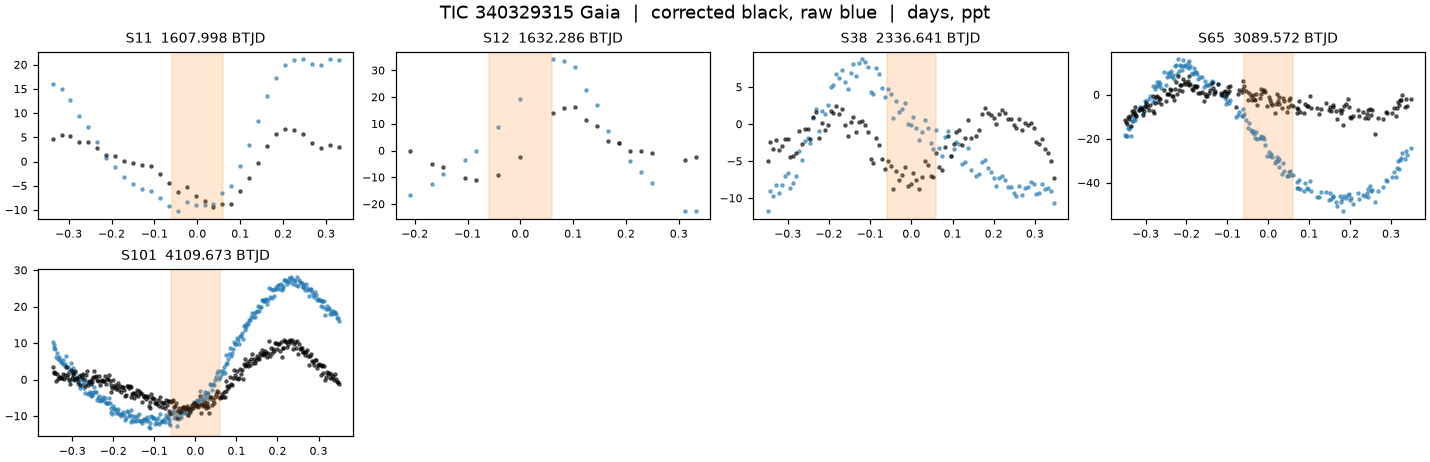 TIC 340329315 Gaia | corrected black, raw blue | days, ppt
S11 1607.998 BTJD
S12 1632.286 BTJD
S38 2336.641 BTJD
S65 3089.572 BTJD
20
15
10
5
0
−5
−10
−0.3 −0.2 −0.1 0.0 0.1 0.2 0.3
30
20
10
0
−10
−20
−0.2 −0.1 0.0 0.1 0.2 0.3
5
0
−5
−10
−0.3 −0.2 −0.1 0.0 0.1 0.2 0.3
0
−20
−40
−0.3 −0.2 −0.1 0.0 0.1 0.2 0.3
S101 4109.673 BTJD
30
20
10
0
−10
−0.3 −0.2 −0.1 0.0 0.1 0.2 0.3